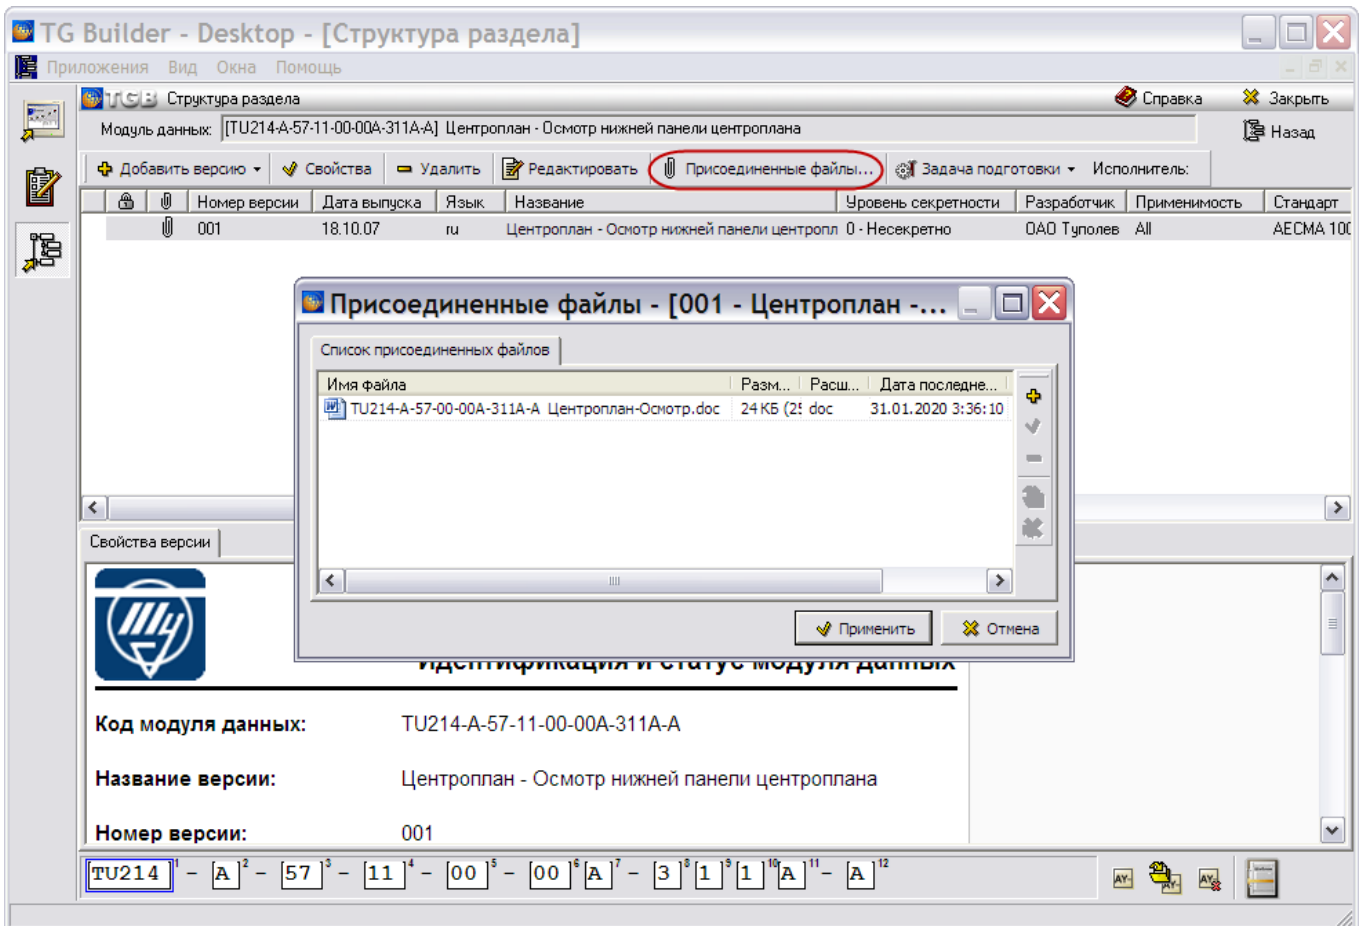 TG Builder - Desktop - [Структура раздела]
Приложения Вид Окна Помощь
TGB Структура раздела Справка Закрыть
Модуль данных: [TU214-A-57-11-00-00A-311A-A] Центроплан - Осмотр нижней панели центроплана Назад
Добавить версию Свойства Удалить Редактировать Присоединенные файлы... Задача подготовки Исполнитель:
Номер версии Дата выпуска Язык Название Уровень секретности Разработчик Применимость Стандарт
001 18.10.07 ru Центроплан - Осмотр нижней панели центропл 0 - Несекретно ОАО Туполев All AECMA 100
Присоединенные файлы - [001 - Центроплан -...
Список присоединенных файлов
Имя файла Разм... Расш... Дата последне...
TU214-A-57-00-00A-311A-A Центроплан-Осмотр.doc 24 КБ (25 doc 31.01.2020 3:36:10
Применить Отмена
Свойства версии
Ту
Идентификация и статус модуля данных
Код модуля данных: TU214-A-57-11-00-00A-311A-A
Название версии: Центроплан - Осмотр нижней панели центроплана
Номер версии: 001
TU214 1 - A 2 - 57 3 - 11 4 - 00 5 - 00 6 A 7 - 3 8 1 9 1 10 A 11 - A 12
AY- AY- AY-